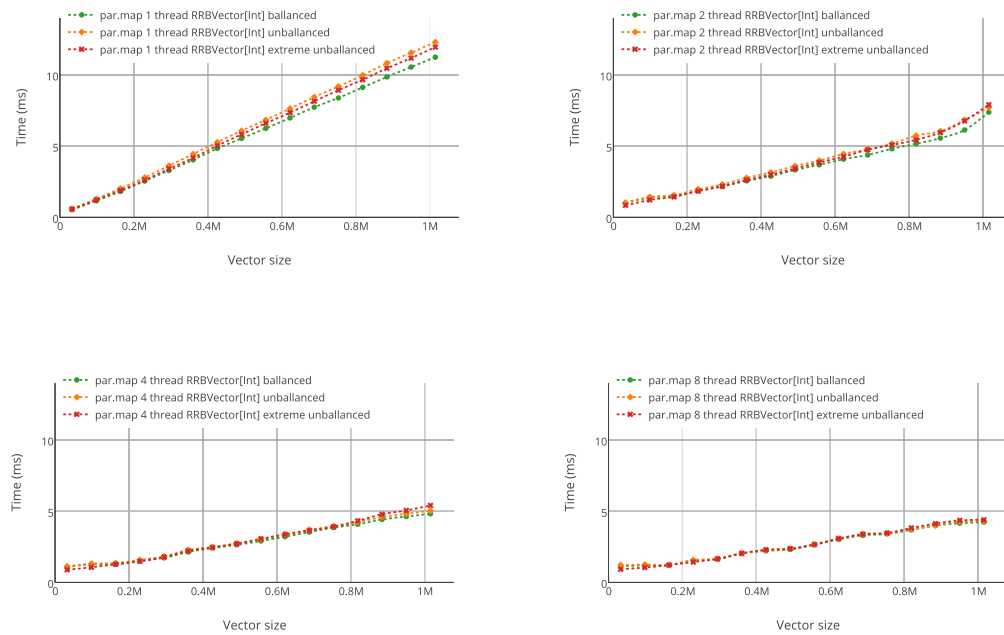 par.map 1 thread RRBVector[Int] ballanced
par.map 1 thread RRBVector[Int] unballanced
par.map 1 thread RRBVector[Int] extreme unballanced
10
5
0
Time (ms)
0 0.2M 0.4M 0.6M 0.8M 1M
Vector size
par.map 2 thread RRBVector[Int] ballanced
par.map 2 thread RRBVector[Int] unballanced
par.map 2 thread RRBVector[Int] extreme unballanced
10
5
0
Time (ms)
0 0.2M 0.4M 0.6M 0.8M 1M
Vector size
par.map 4 thread RRBVector[Int] ballanced
par.map 4 thread RRBVector[Int] unballanced
par.map 4 thread RRBVector[Int] extreme unballanced
10
5
0
Time (ms)
0 0.2M 0.4M 0.6M 0.8M 1M
Vector size
par.map 8 thread RRBVector[Int] ballanced
par.map 8 thread RRBVector[Int] unballanced
par.map 8 thread RRBVector[Int] extreme unballanced
10
5
0
Time (ms)
0 0.2M 0.4M 0.6M 0.8M 1M
Vector size